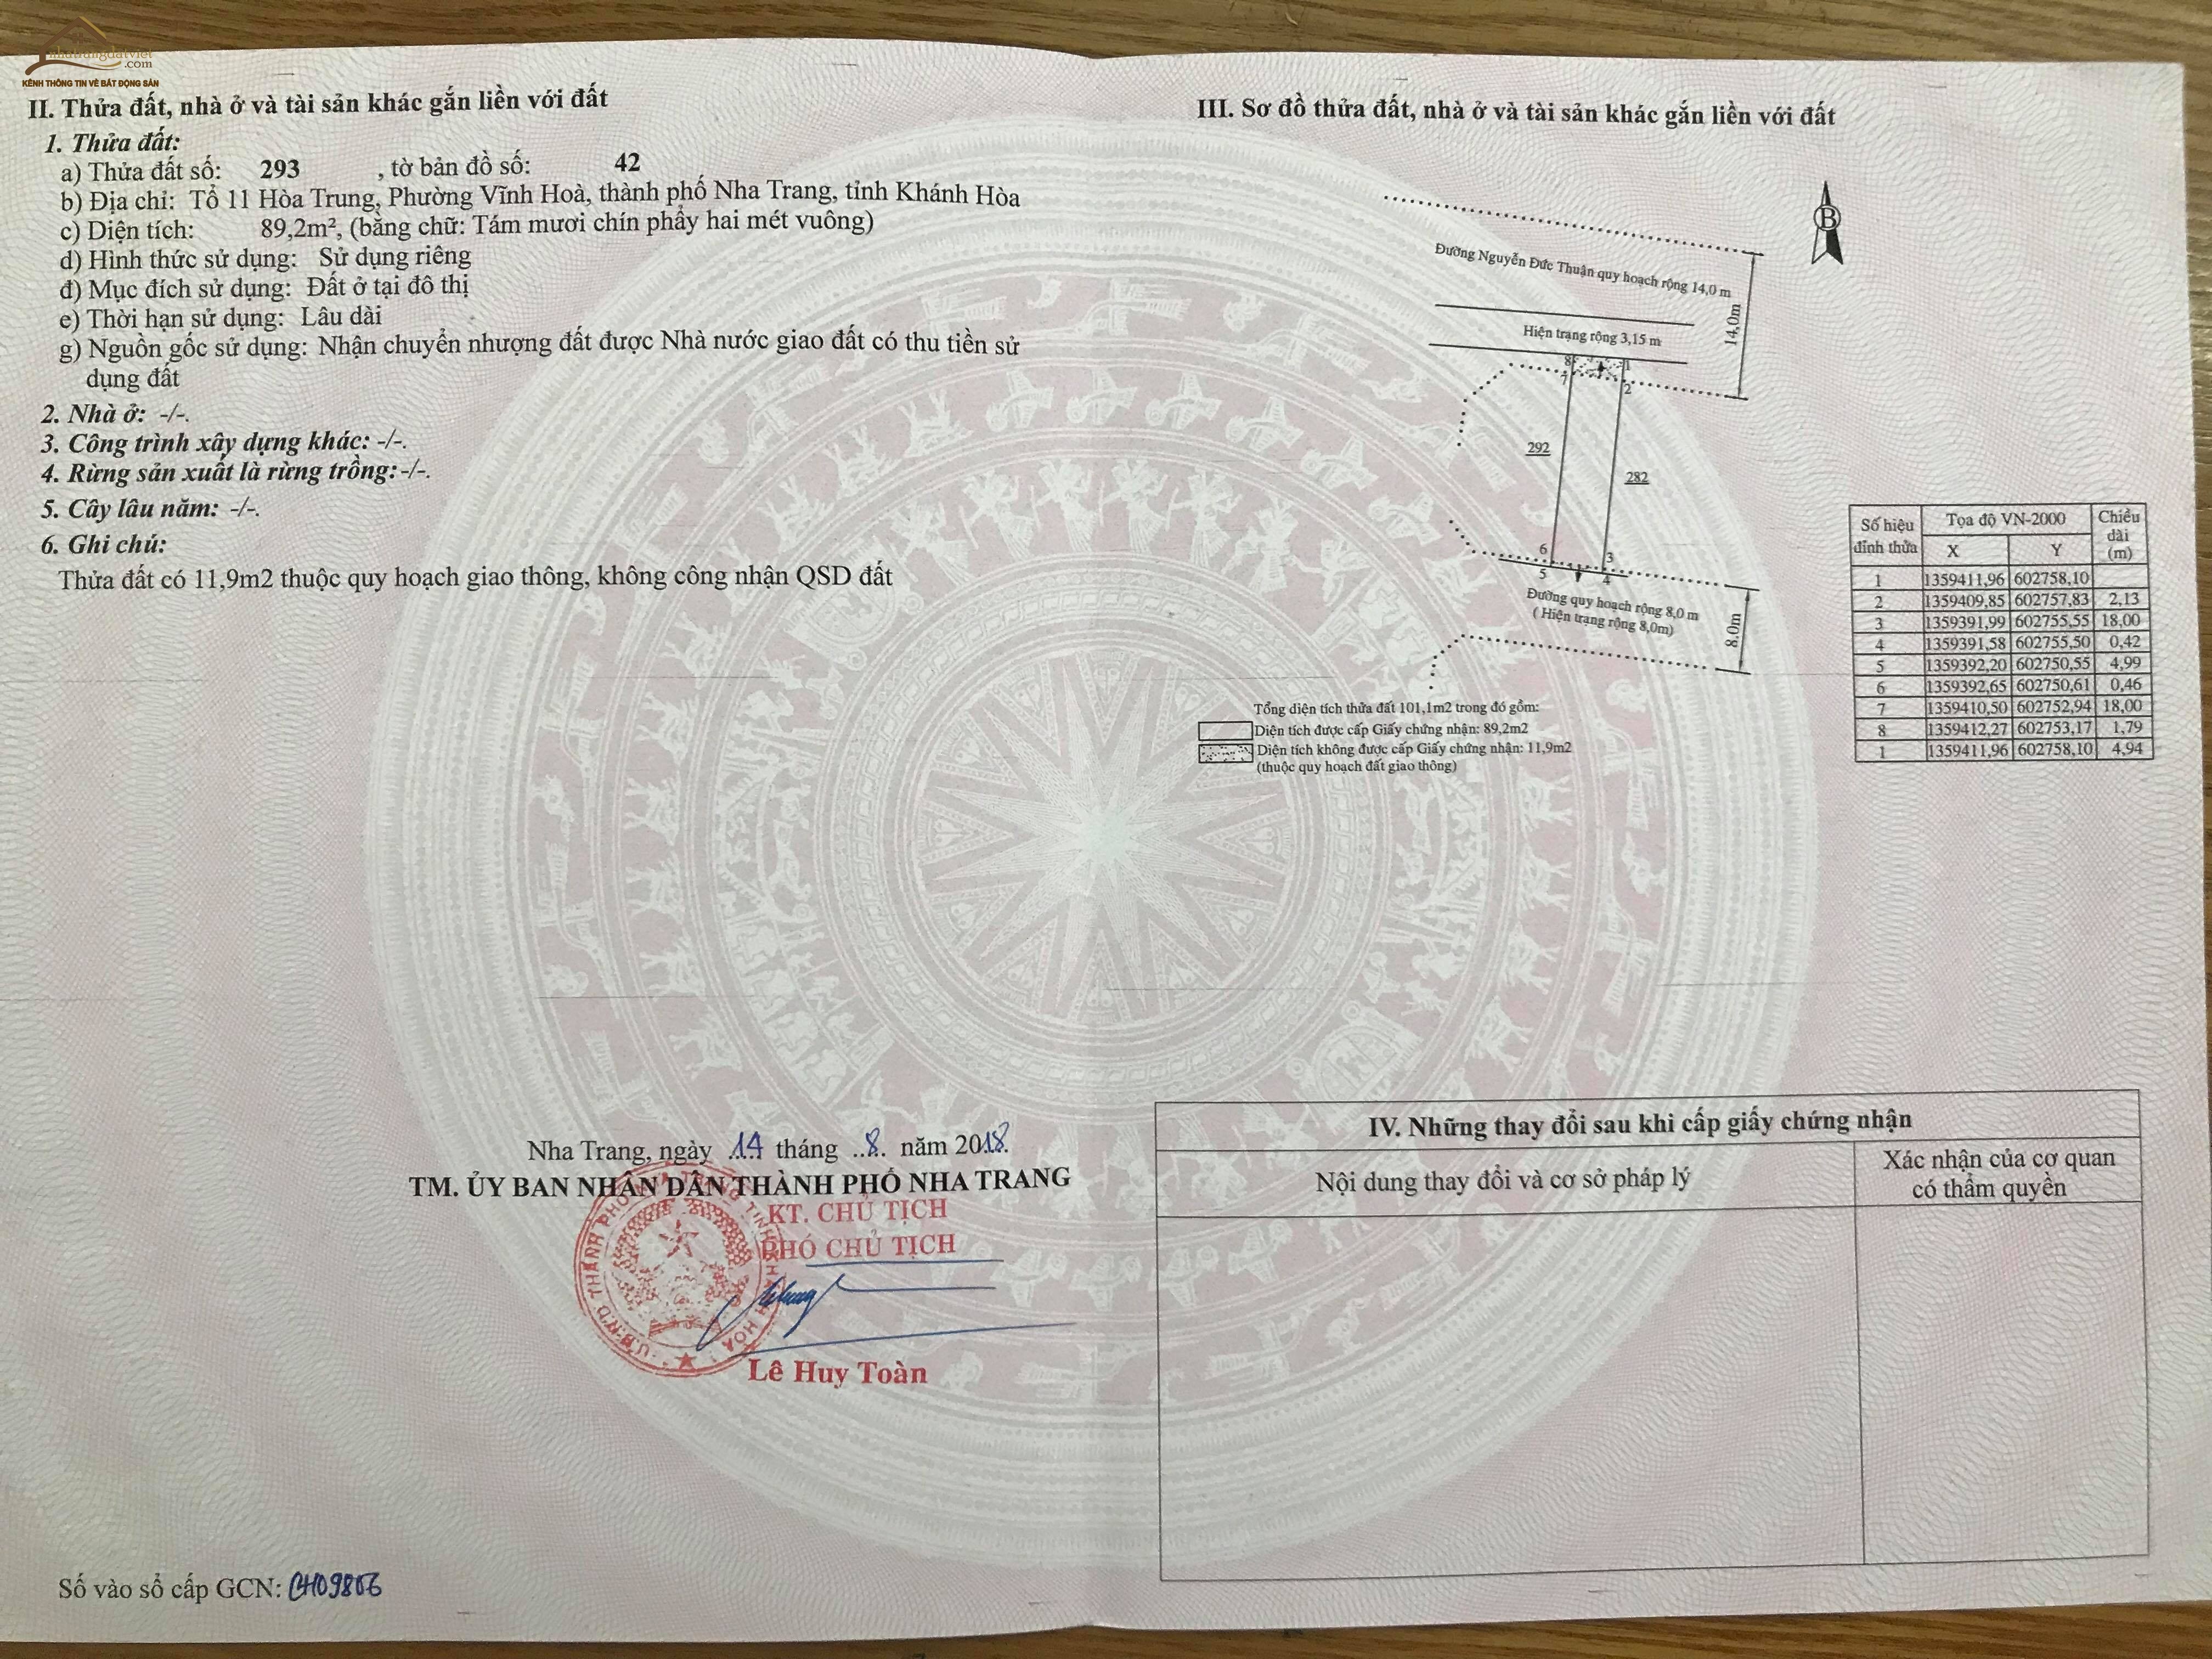 nhatrangdatviet
.com
KÊNH THÔNG TIN VỀ BẤT ĐỘNG SẢN
II. Thửa đất, nhà ở và tài sản khác gắn liền với đất
1. Thửa đất:
a) Thửa đất số: 293 , tờ bản đồ số: 42
b) Địa chỉ: Tổ 11 Hòa Trung, Phường Vĩnh Hoà, thành phố Nha Trang, tỉnh Khánh Hòa
c) Diện tích: 89,2m², (bằng chữ: Tám mươi chín phẩy hai mét vuông)
d) Hình thức sử dụng: Sử dụng riêng
đ) Mục đích sử dụng: Đất ở tại đô thị
e) Thời hạn sử dụng: Lâu dài
g) Nguồn gốc sử dụng: Nhận chuyển nhượng đất được Nhà nước giao đất có thu tiền sử
dụng đất
2. Nhà ở: -/-.
3. Công trình xây dựng khác: -/-.
4. Rừng sản xuất là rừng trồng:-/-.
5. Cây lâu năm: -/-.
6. Ghi chú:
Thửa đất có 11,9m2 thuộc quy hoạch giao thông, không công nhận QSD đất
Nha Trang, ngày 14 tháng 8 năm 2018
TM. ỦY BAN NHÂN DÂN THÀNH PHỐ NHA TRANG
KT. CHỦ TỊCH
PHÓ CHỦ TỊCH
Lê Huy Toàn
Số vào sổ cấp GCN: CH09806
III. Sơ đồ thửa đất, nhà ở và tài sản khác gắn liền với đất
B
Đường Nguyễn Đức Thuận quy hoạch rộng 14,0 m
14,0m
Hiện trạng rộng 3,15 m
8 1
7 2
292
282
6 3
5 4
Đường quy hoạch rộng 8,0 m
( Hiện trạng rộng 8,0m)
8,0m
Số hiệu đỉnh thửa Tọa độ VN-2000 Chiều dài (m)
X Y
1 1359411,96 602758,10
2 1359409,85 602757,83 2,13
3 1359391,99 602755,55 18,00
4 1359391,58 602755,50 0,42
5 1359392,20 602750,55 4,99
6 1359392,65 602750,61 0,46
7 1359410,50 602752,94 18,00
8 1359412,27 602753,17 1,79
1 1359411,96 602758,10 4,94
Tổng diện tích thửa đất 101,1m2 trong đó gồm:
Diện tích được cấp Giấy chứng nhận: 89,2m2
Diện tích không được cấp Giấy chứng nhận: 11,9m2
(thuộc quy hoạch đất giao thông)
IV. Những thay đổi sau khi cấp giấy chứng nhận
Nội dung thay đổi và cơ sở pháp lý
Xác nhận của cơ quan
có thẩm quyền